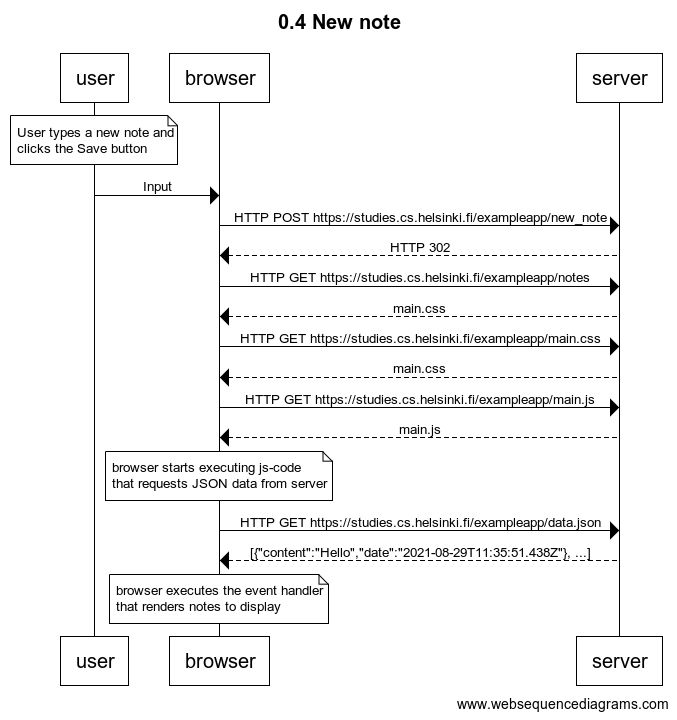 0.4 New note
user
browser
server
User types a new note and
clicks the Save button
Input
HTTP POST https://studies.cs.helsinki.fi/exampleapp/new_note
HTTP 302
HTTP GET https://studies.cs.helsinki.fi/exampleapp/notes
main.css
HTTP GET https://studies.cs.helsinki.fi/exampleapp/main.css
main.css
HTTP GET https://studies.cs.helsinki.fi/exampleapp/main.js
main.js
browser starts executing js-code
that requests JSON data from server
HTTP GET https://studies.cs.helsinki.fi/exampleapp/data.json
[{"content":"Hello","date":"2021-08-29T11:35:51.438Z"}, ...]
browser executes the event handler
that renders notes to display
user
browser
server
www.websequencediagrams.com